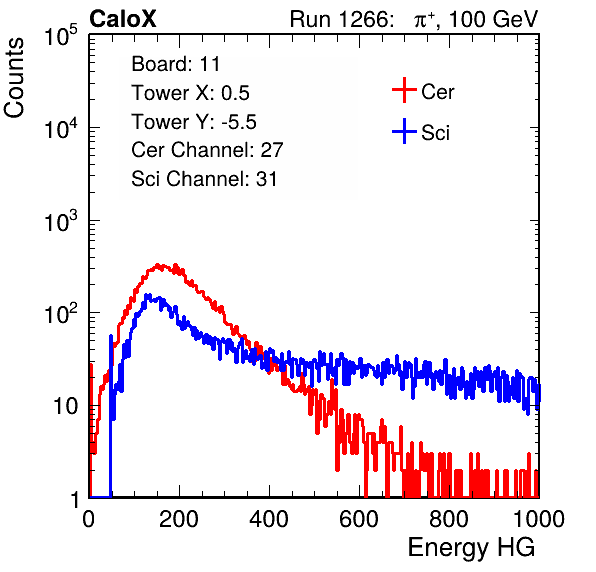 CaloX Run 1266: π⁺, 100 GeV
Board: 11
Tower X: 0.5
Tower Y: -5.5
Cer Channel: 27
Sci Channel: 31
Cer
Sci
Counts
10⁵
10⁴
10³
10²
10
1
0 200 400 600 800 1000
Energy HG